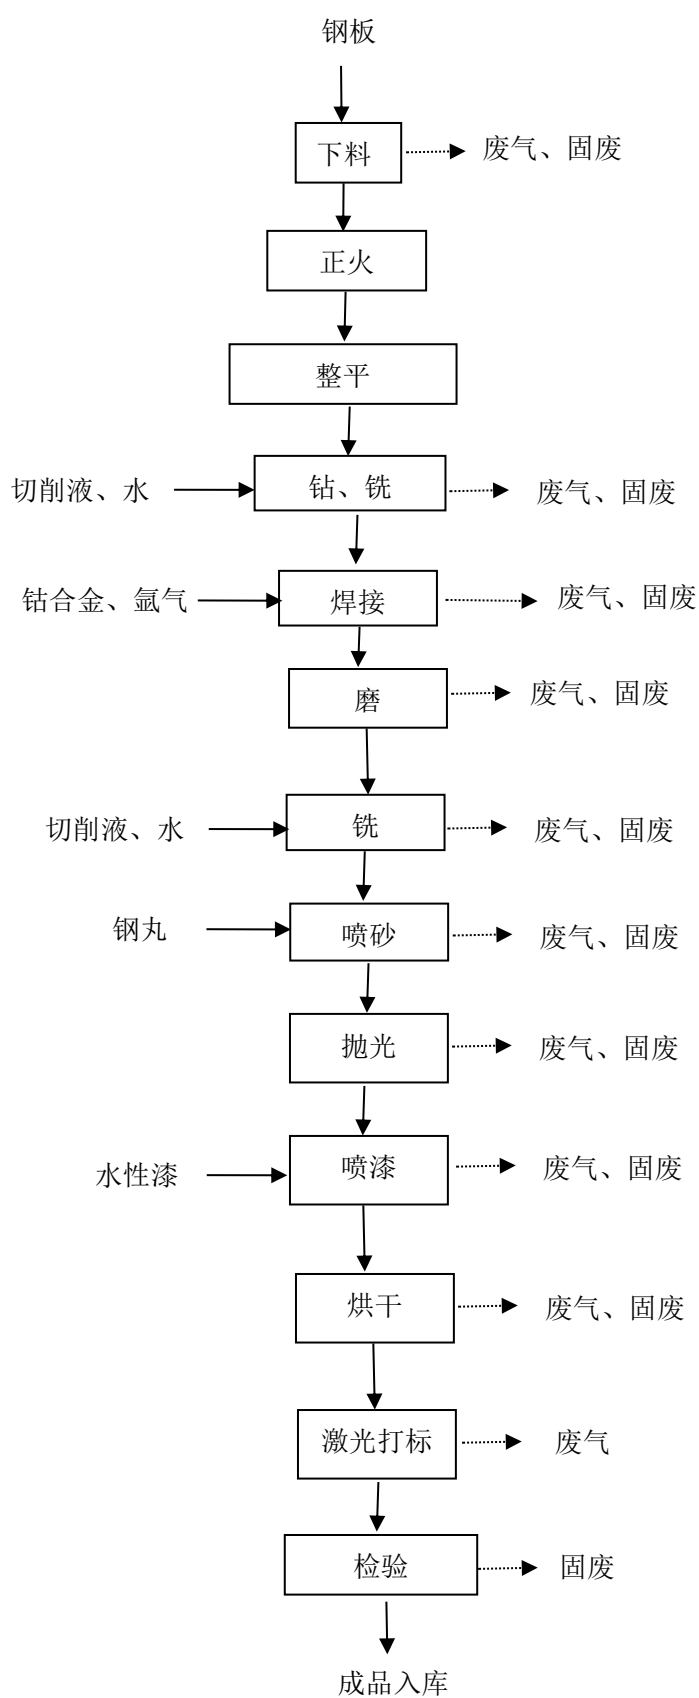 钢板
下料
废气、固废
正火
整平
切削液、水
钻、铣
废气、固废
钴合金、氩气
焊接
废气、固废
磨
废气、固废
切削液、水
铣
废气、固废
钢丸
喷砂
废气、固废
抛光
废气、固废
水性漆
喷漆
废气、固废
烘干
废气、固废
激光打标
废气
检验
固废
成品入库